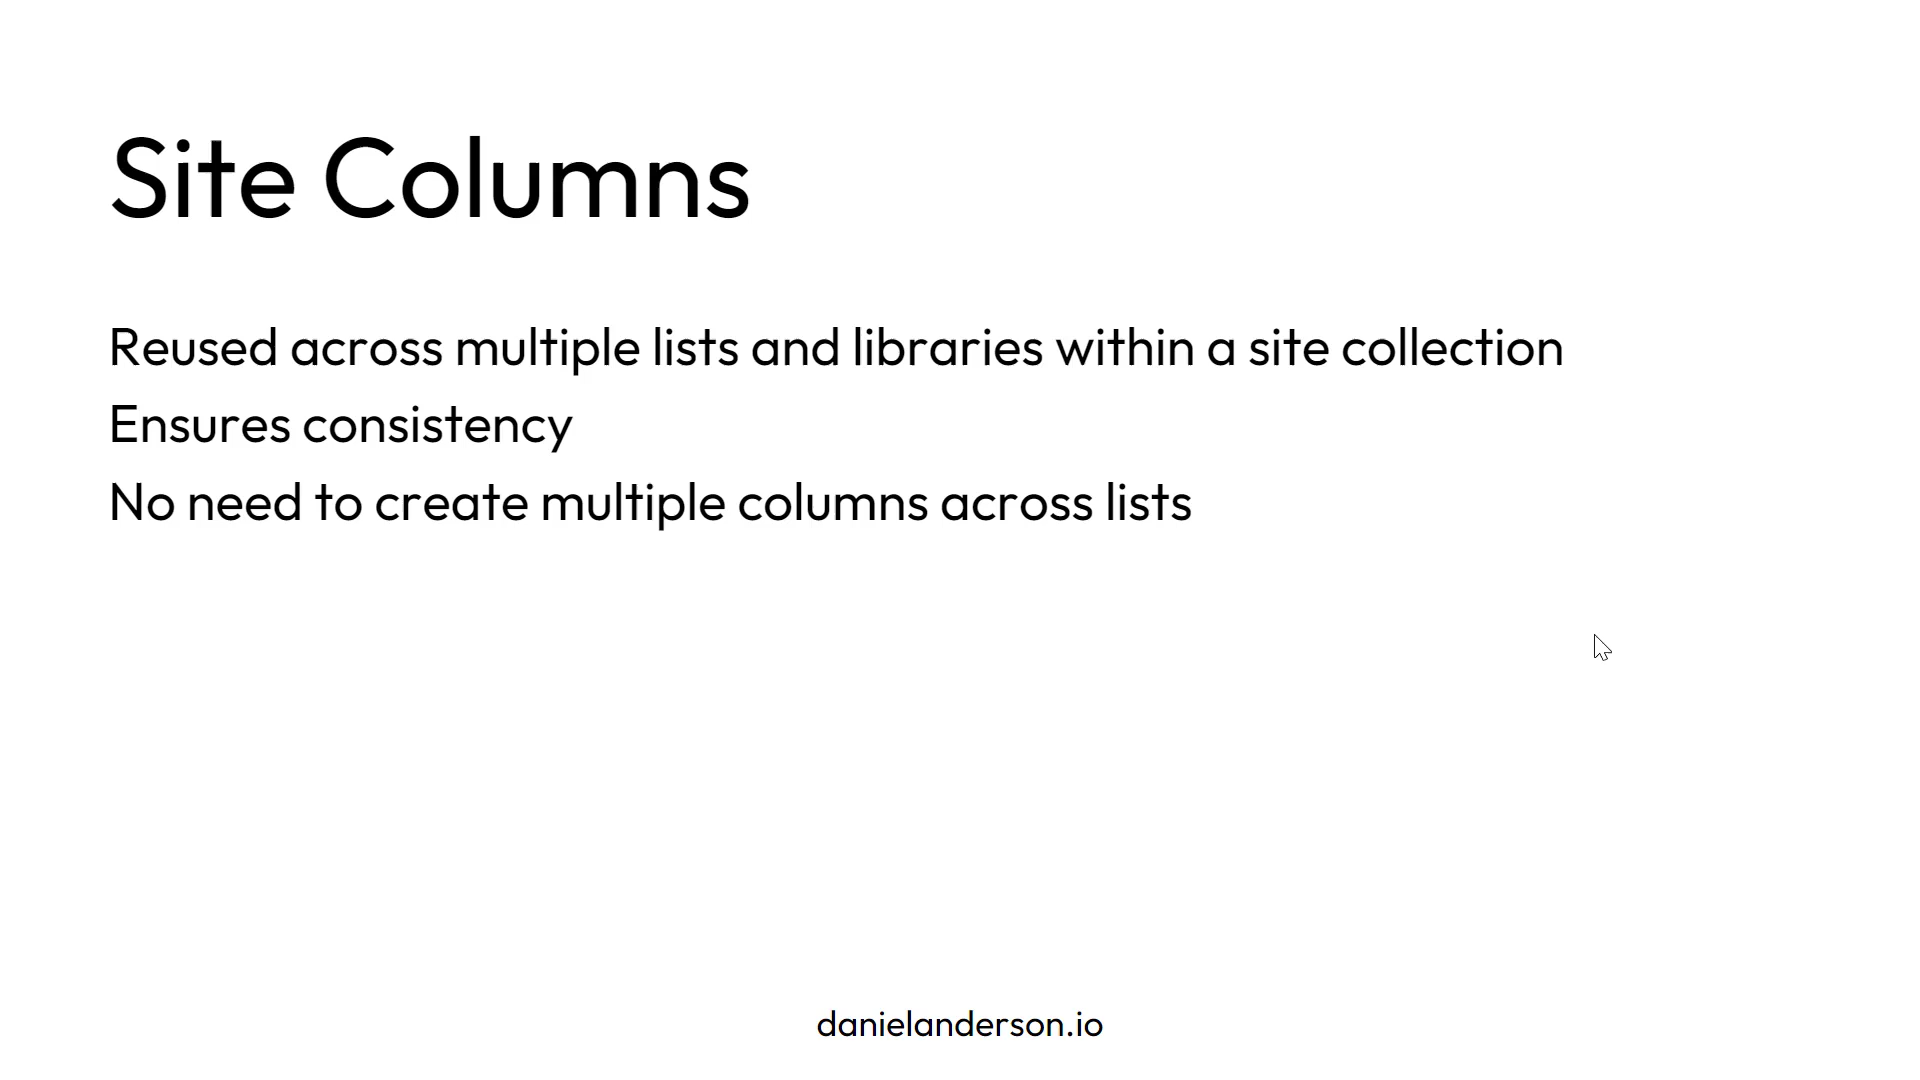 Site Columns
Reused across multiple lists and libraries within a site collection
Ensures consistency
No need to create multiple columns across lists
danielanderson.io